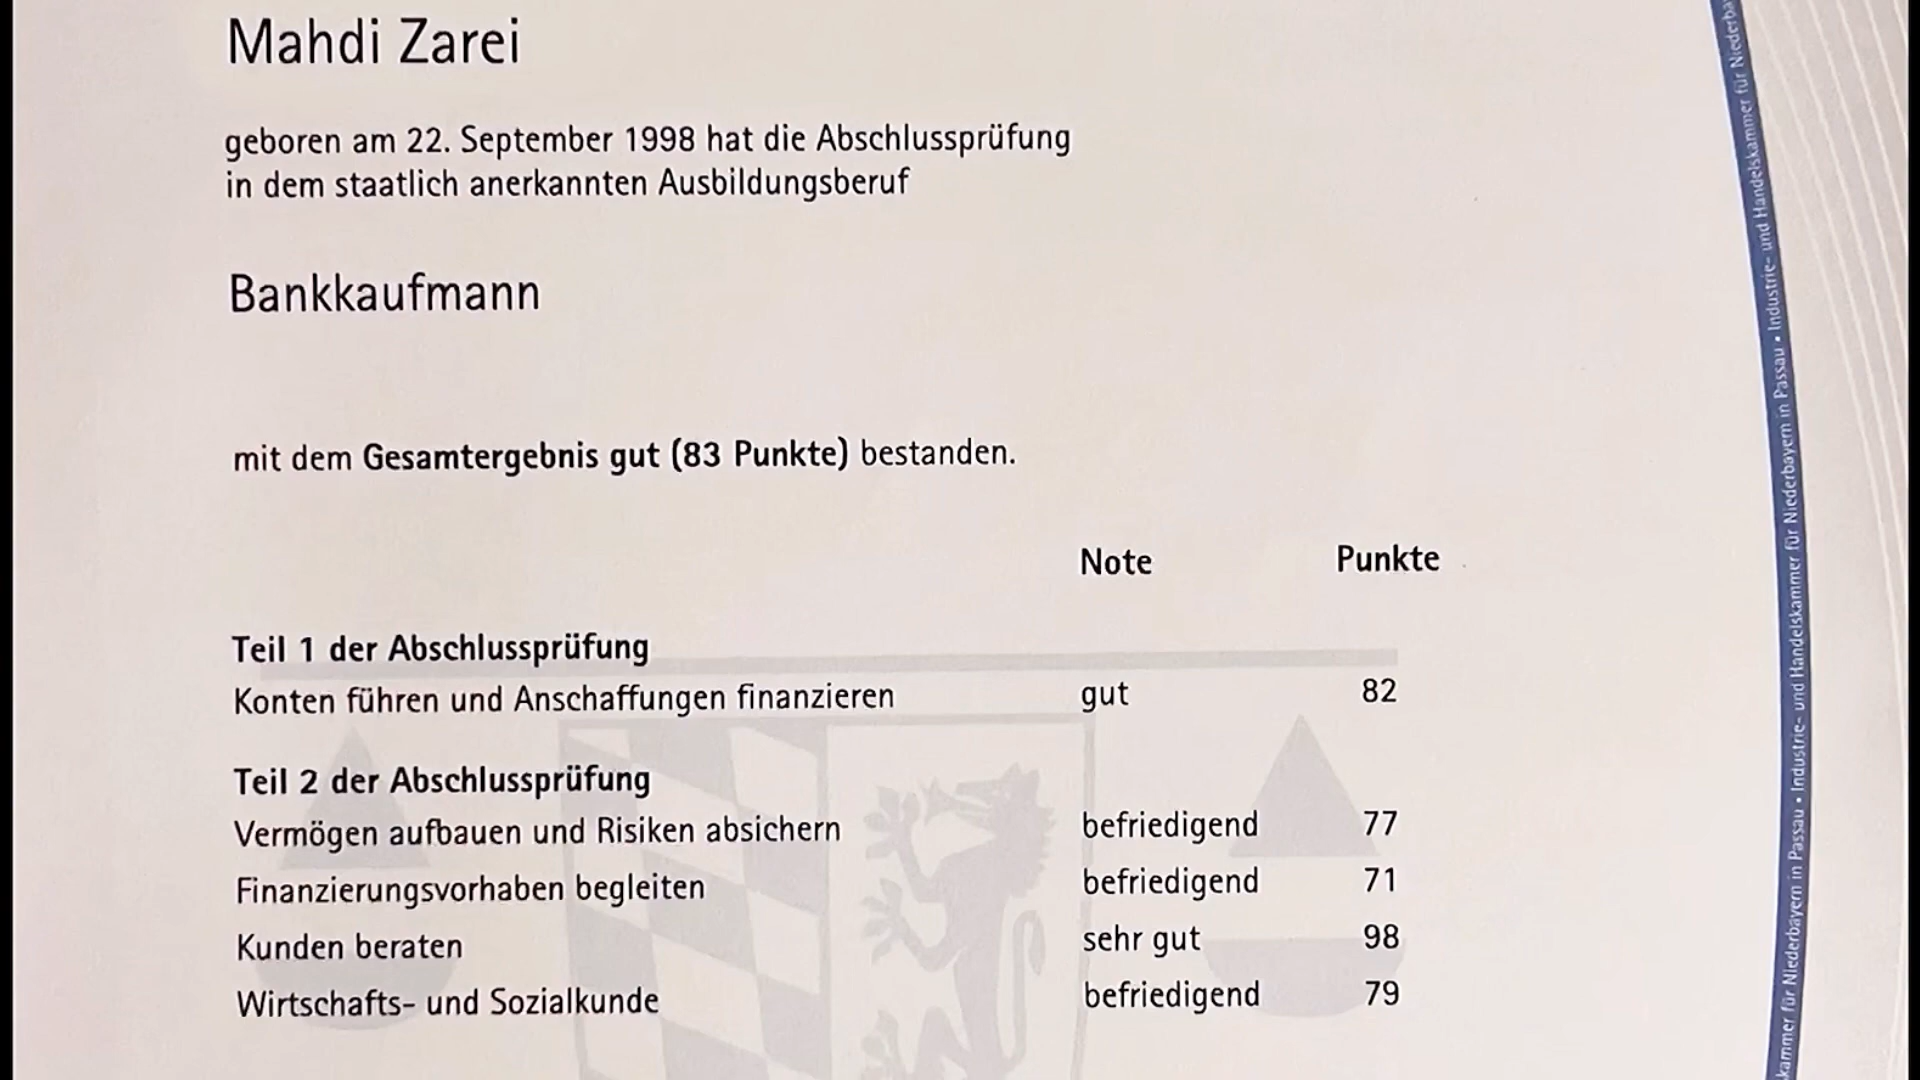 Mahdi Zarei
geboren am 22. September 1998 hat die Abschlussprüfung
in dem staatlich anerkannten Ausbildungsberuf
Bankkaufmann
mit dem Gesamtergebnis gut (83 Punkte) bestanden.
Note Punkte
Teil 1 der Abschlussprüfung
Konten führen und Anschaffungen finanzieren gut 82
Teil 2 der Abschlussprüfung
Vermögen aufbauen und Risiken absichern befriedigend 77
Finanzierungsvorhaben begleiten befriedigend 71
Kunden beraten sehr gut 98
Wirtschafts- und Sozialkunde befriedigend 79
kammer für Niederbayern in Passau • Industrie- und Handelskammer für Niederbayern in Passau • Industrie- und Handelskammer für Niederba